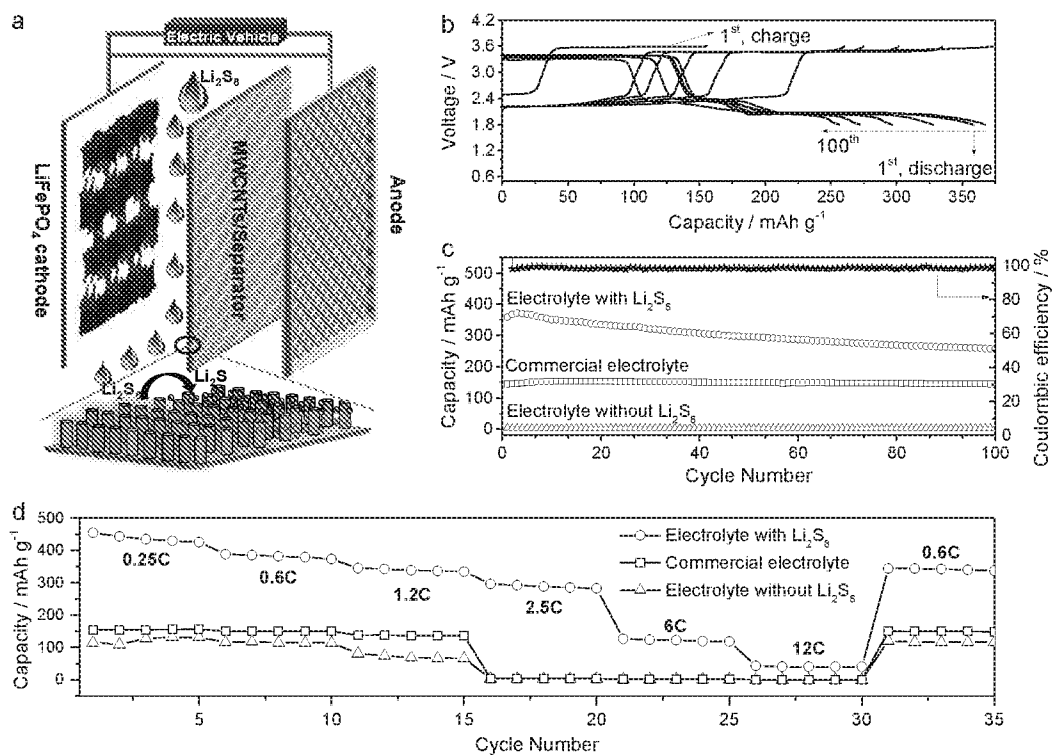 a
Electric Vehicle
Li₂S₈
LiFePO₄ cathode
MWCNTs/Separator
Anode
Li₂S₈
Li₂S
b
Voltage / V
4.2
3.6
3.0
2.4
1.8
1.2
0.6
1st, charge
100th
1st, discharge
0 50 100 150 200 250 300 350
Capacity / mAh g⁻¹
c
Capacity / mAh g⁻¹
500
400
300
200
100
0
Electrolyte with Li₂S₈
Commercial electrolyte
Electrolyte without Li₂S₈
100
80
60
40
20
0
Coulombic efficiency / %
0 20 40 60 80 100
Cycle Number
d
Capacity / mAh g⁻¹
500
400
300
200
100
0
0.25C
0.6C
1.2C
2.5C
6C
12C
0.6C
Electrolyte with Li₂S₈
Commercial electrolyte
Electrolyte without Li₂S₈
5 10 15 20 25 30 35
Cycle Number